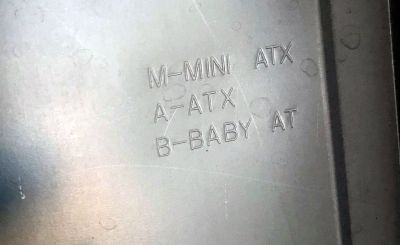 M-MINI ATX
A-ATX
B-BABY AT